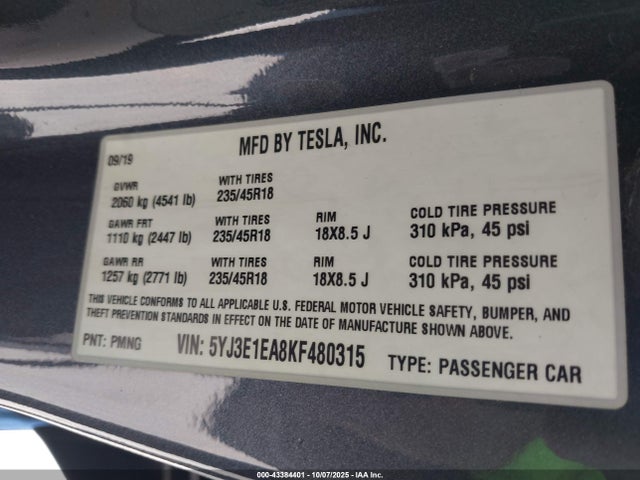 MFD BY TESLA, INC.
09/19
GVWR WITH TIRES
2060 kg (4541 lb) 235/45R18
GAWR FRT WITH TIRES RIM COLD TIRE PRESSURE
1110 kg (2447 lb) 235/45R18 18X8.5 J 310 kPa, 45 psi
GAWR RR WITH TIRES RIM COLD TIRE PRESSURE
1257 kg (2771 lb) 235/45R18 18X8.5 J 310 kPa, 45 psi
THIS VEHICLE CONFORMS TO ALL APPLICABLE U.S. FEDERAL MOTOR VEHICLE SAFETY, BUMPER, AND
THEFT PREVENTION STANDARDS IN EFFECT ON THE DATE OF MANUFACTURE SHOWN ABOVE.
PNT: PMNG VIN: 5YJ3E1EA8KF480315 TYPE: PASSENGER CAR
000-43384401 - 10/07/2025 - IAA Inc.